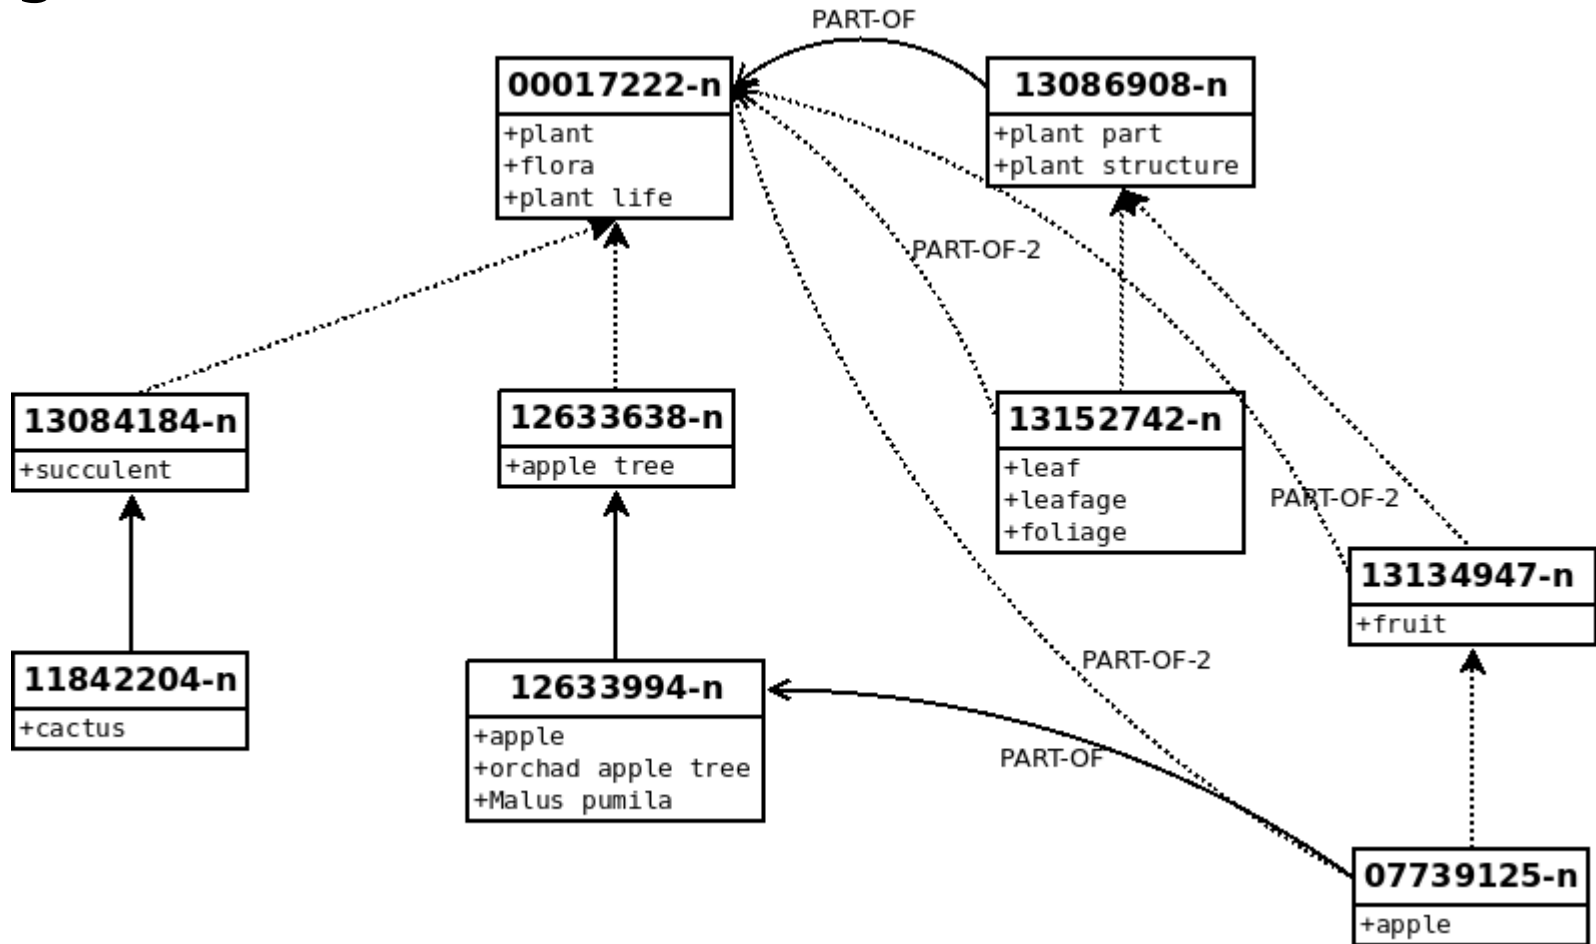 PART-OF
00017222-n
+plant
+flora
+plant life
13086908-n
+plant part
+plant structure
PART-OF-2
13084184-n
+succulent
12633638-n
+apple tree
13152742-n
+leaf
+leafage
+foliage
PART-OF-2
13134947-n
+fruit
11842204-n
+cactus
12633994-n
+apple
+orchad apple tree
+Malus pumila
PART-OF-2
PART-OF
07739125-n
+apple